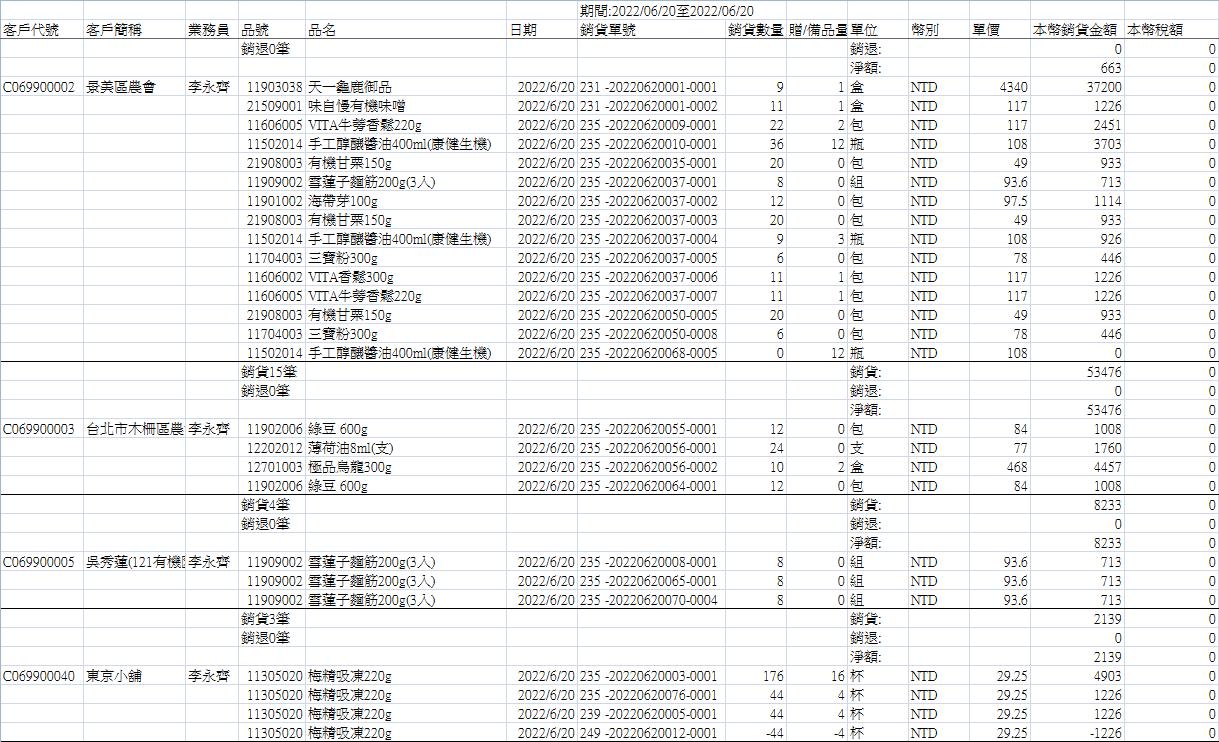 期間:2022/06/20至2022/06/20
客戶代號 客戶簡稱 業務員 品號 品名 日期 銷貨單號 銷貨數量 贈/備品量 單位 幣別 單價 本幣銷貨金額 本幣稅額
銷退0筆 銷退: 0 0
淨額: 663 0
C069900002 景美區農會 李永齊 11903038 天一龜鹿御品 2022/6/20 231 -20220620001-0001 9 1 盒 NTD 4340 37200 0
21509001 味自慢有機味噌 2022/6/20 231 -20220620001-0002 11 1 盒 NTD 117 1226 0
11606005 VITA牛蒡香鬆220g 2022/6/20 235 -20220620009-0001 22 2 包 NTD 117 2451 0
11502014 手工醇釀醬油400ml(康健生機) 2022/6/20 235 -20220620010-0001 36 12 瓶 NTD 108 3703 0
21908003 有機甘栗150g 2022/6/20 235 -20220620035-0001 20 0 包 NTD 49 933 0
11909002 雪蓮子麵筋200g(3入) 2022/6/20 235 -20220620037-0001 8 0 組 NTD 93.6 713 0
11901002 海帶芽100g 2022/6/20 235 -20220620037-0002 12 0 包 NTD 97.5 1114 0
21908003 有機甘栗150g 2022/6/20 235 -20220620037-0003 20 0 包 NTD 49 933 0
11502014 手工醇釀醬油400ml(康健生機) 2022/6/20 235 -20220620037-0004 9 3 瓶 NTD 108 926 0
11704003 三寶粉300g 2022/6/20 235 -20220620037-0005 6 0 包 NTD 78 446 0
11606002 VITA香鬆300g 2022/6/20 235 -20220620037-0006 11 1 包 NTD 117 1226 0
11606005 VITA牛蒡香鬆220g 2022/6/20 235 -20220620037-0007 11 1 包 NTD 117 1226 0
21908003 有機甘栗150g 2022/6/20 235 -20220620050-0005 20 0 包 NTD 49 933 0
11704003 三寶粉300g 2022/6/20 235 -20220620050-0008 6 0 包 NTD 78 446 0
11502014 手工醇釀醬油400ml(康健生機) 2022/6/20 235 -20220620068-0005 0 12 瓶 NTD 108 0 0
銷貨15筆 銷貨: 53476 0
銷退0筆 銷退: 0 0
淨額: 53476 0
C069900003 台北市木柵區農 李永齊 11902006 綠豆 600g 2022/6/20 235 -20220620055-0001 12 0 包 NTD 84 1008 0
12202012 薄荷油8ml(支) 2022/6/20 235 -20220620056-0001 24 0 支 NTD 77 1760 0
12701003 極品烏龍300g 2022/6/20 235 -20220620056-0002 10 2 盒 NTD 468 4457 0
11902006 綠豆 600g 2022/6/20 235 -20220620064-0001 12 0 包 NTD 84 1008 0
銷貨4筆 銷貨: 8233 0
銷退0筆 銷退: 0 0
淨額: 8233 0
C069900005 吳秀蓮(121有機 李永齊 11909002 雪蓮子麵筋200g(3入) 2022/6/20 235 -20220620008-0001 8 0 組 NTD 93.6 713 0
11909002 雪蓮子麵筋200g(3入) 2022/6/20 235 -20220620065-0001 8 0 組 NTD 93.6 713 0
11909002 雪蓮子麵筋200g(3入) 2022/6/20 235 -20220620070-0004 8 0 組 NTD 93.6 713 0
銷貨3筆 銷貨: 2139 0
銷退0筆 銷退: 0 0
淨額: 2139 0
C069900040 東京小舖 李永齊 11305020 梅精吸凍220g 2022/6/20 235 -20220620003-0001 176 16 杯 NTD 29.25 4903 0
11305020 梅精吸凍220g 2022/6/20 235 -20220620076-0001 44 4 杯 NTD 29.25 1226 0
11305020 梅精吸凍220g 2022/6/20 239 -20220620005-0001 44 4 杯 NTD 29.25 1226 0
11305020 梅精吸凍220g 2022/6/20 249 -20220620012-0001 -44 -4 杯 NTD 29.25 -1226 0